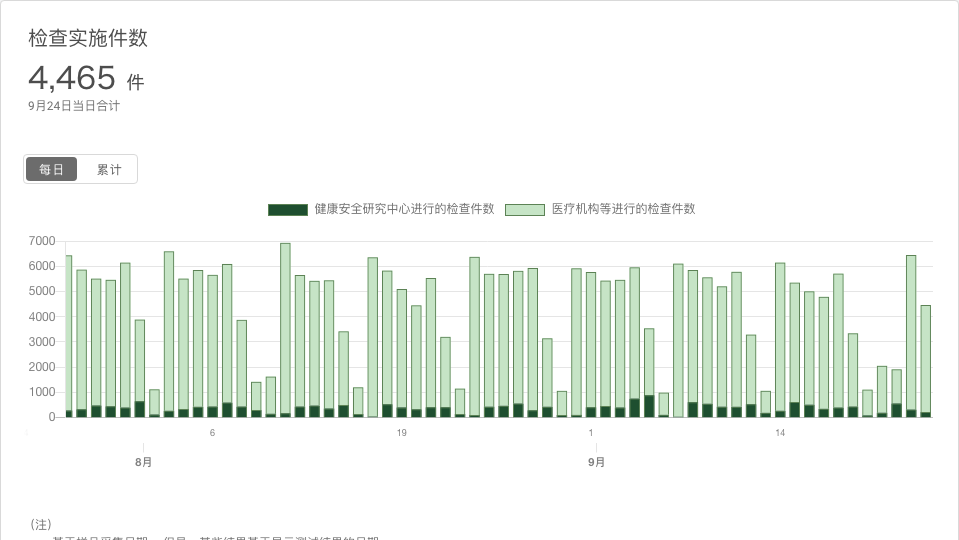 检查实施件数
4,465 件
9月24日当日合计
每日 累计
健康安全研究中心进行的检查件数 医疗机构等进行的检查件数
7000
6000
5000
4000
3000
2000
1000
0
6 19 1 14
8月 9月
（注）